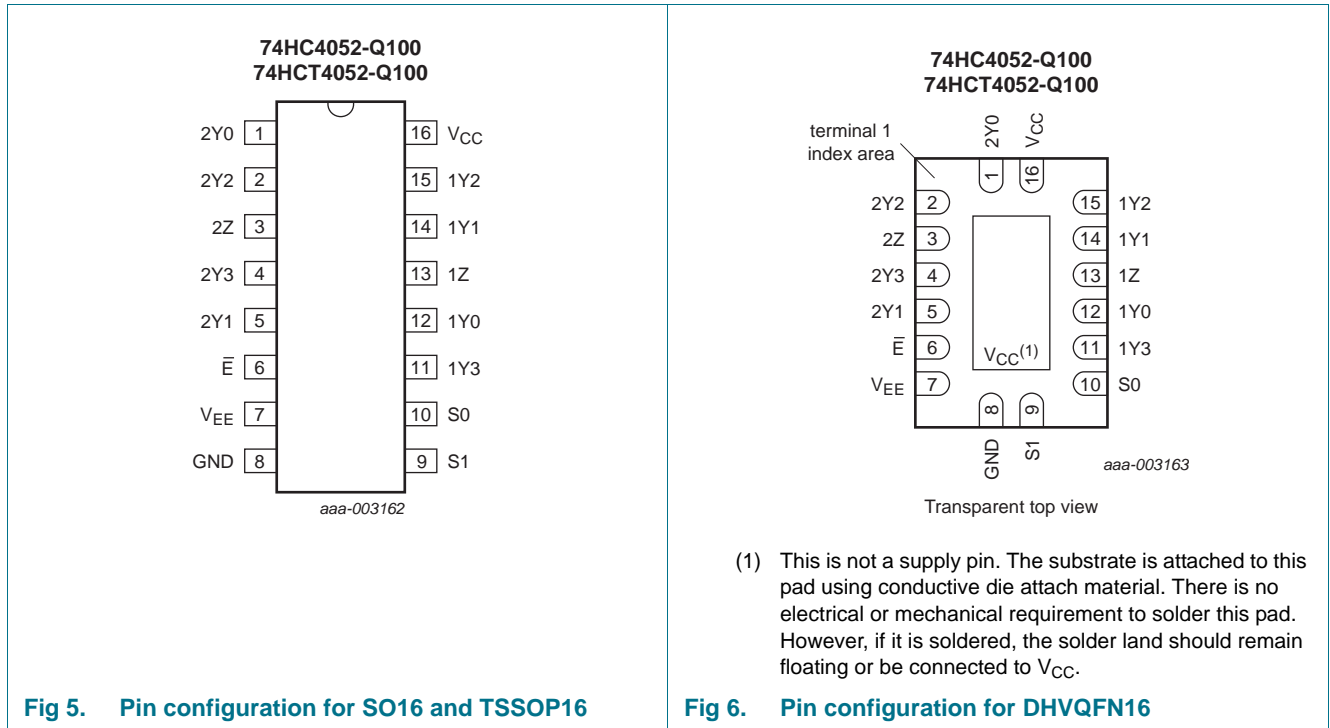 74HC4052-Q100
74HCT4052-Q100
2Y0 1 16 VCC
2Y2 2 15 1Y2
2Z 3 14 1Y1
2Y3 4 13 1Z
2Y1 5 12 1Y0
E̅ 6 11 1Y3
VEE 7 10 S0
GND 8 9 S1
aaa-003162
Fig 5. Pin configuration for SO16 and TSSOP16
74HC4052-Q100
74HCT4052-Q100
terminal 1
index area
2Y0 VCC
1 16
2Y2 2 15 1Y2
2Z 3 14 1Y1
2Y3 4 13 1Z
2Y1 5 12 1Y0
E̅ 6 VCC(1) 11 1Y3
VEE 7 10 S0
8 9
GND S1
aaa-003163
Transparent top view
(1) This is not a supply pin. The substrate is attached to this
pad using conductive die attach material. There is no
electrical or mechanical requirement to solder this pad.
However, if it is soldered, the solder land should remain
floating or be connected to VCC.
Fig 6. Pin configuration for DHVQFN16